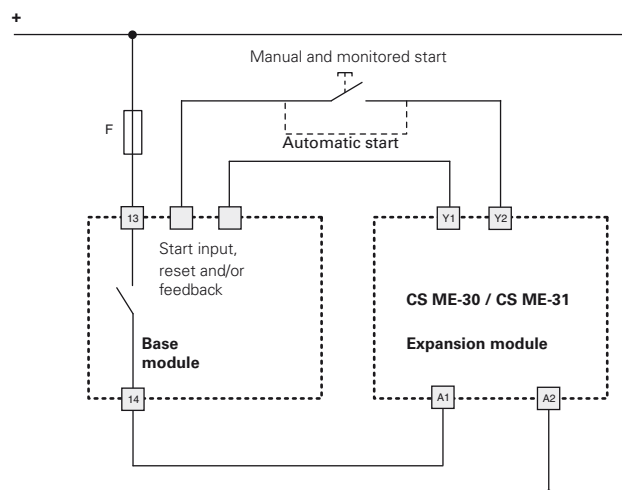 +
Manual and monitored start
F
Automatic start
13
Y1
Y2
Start input,
reset and/or
feedback
CS ME-30 / CS ME-31
Base
module
Expansion module
14
A1
A2